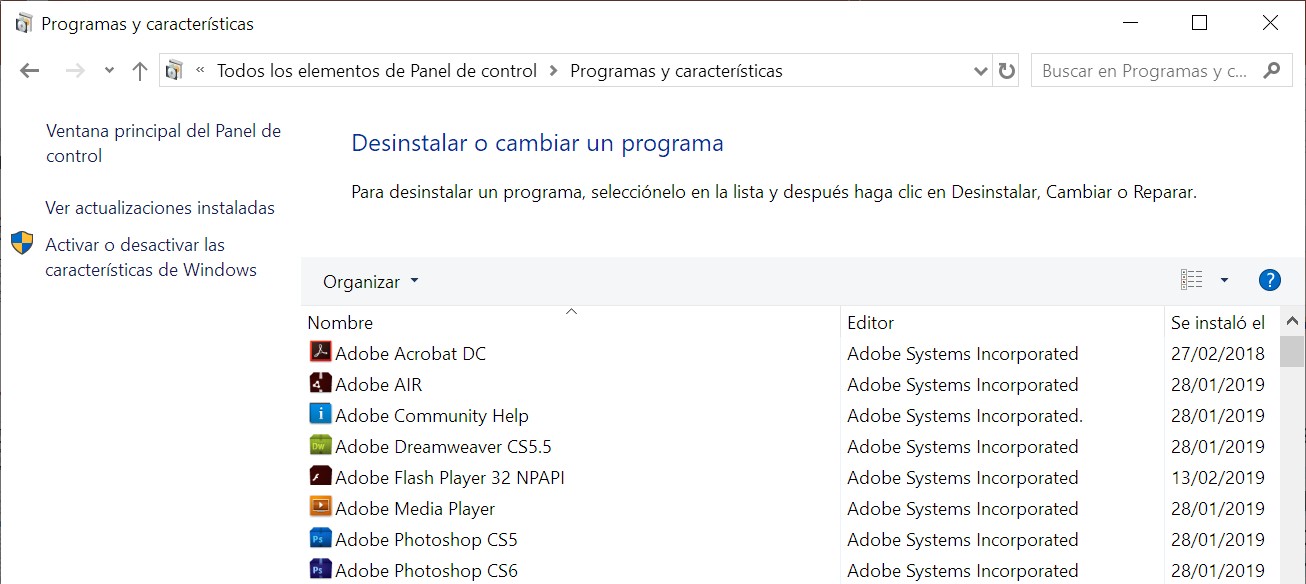 Programas y características
« Todos los elementos de Panel de control > Programas y características
Buscar en Programas y c...
Ventana principal del Panel de
control
Ver actualizaciones instaladas
Activar o desactivar las
características de Windows
Desinstalar o cambiar un programa
Para desinstalar un programa, selecciónelo en la lista y después haga clic en Desinstalar, Cambiar o Reparar.
Organizar
Nombre Editor Se instaló el
Adobe Acrobat DC Adobe Systems Incorporated 27/02/2018
Adobe AIR Adobe Systems Incorporated 28/01/2019
Adobe Community Help Adobe Systems Incorporated. 28/01/2019
Adobe Dreamweaver CS5.5 Adobe Systems Incorporated 28/01/2019
Adobe Flash Player 32 NPAPI Adobe Systems Incorporated 13/02/2019
Adobe Media Player Adobe Systems Incorporated 28/01/2019
Adobe Photoshop CS5 Adobe Systems Incorporated 28/01/2019
Adobe Photoshop CS6 Adobe Systems Incorporated 28/01/2019